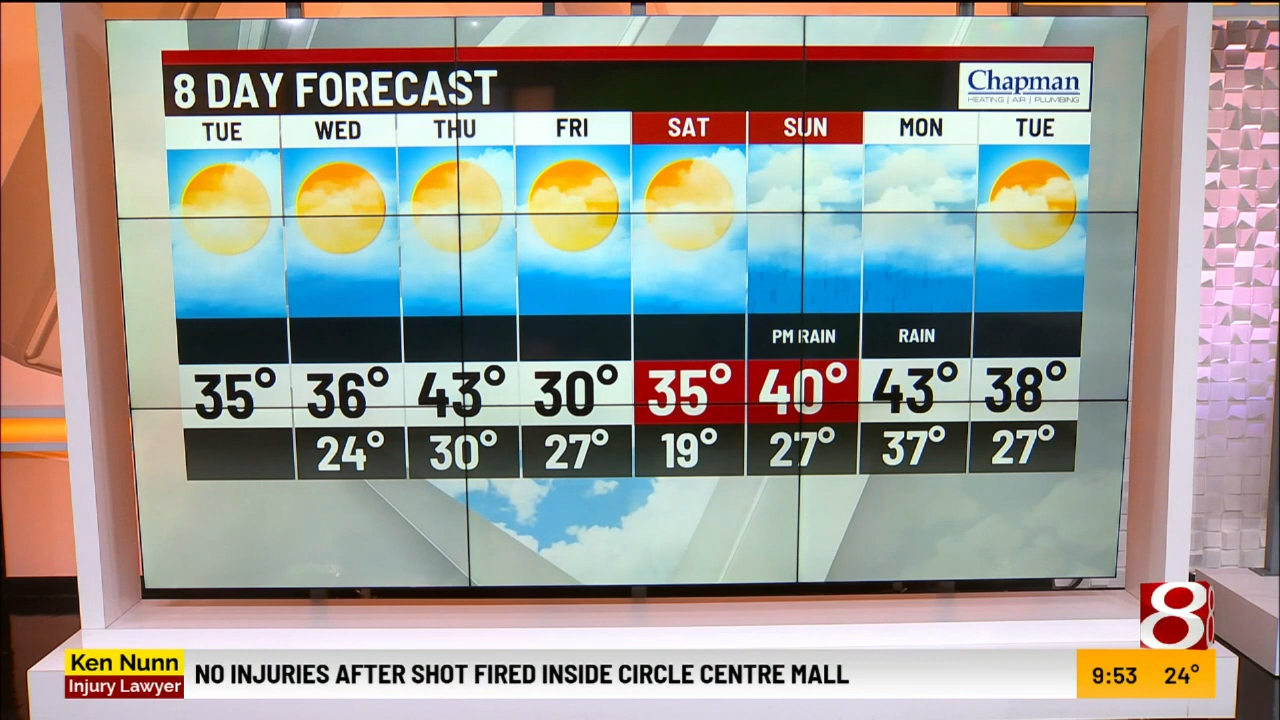 8 DAY FORECAST
Chapman
HEATING | AIR | PLUMBING
TUE WED THU FRI SAT SUN MON TUE
PM RAIN RAIN
35° 36° 43° 30° 35° 40° 43° 38°
24° 30° 27° 19° 27° 37° 27°
8
8
Ken Nunn
Injury Lawyer
NO INJURIES AFTER SHOT FIRED INSIDE CIRCLE CENTRE MALL
9:53 24°